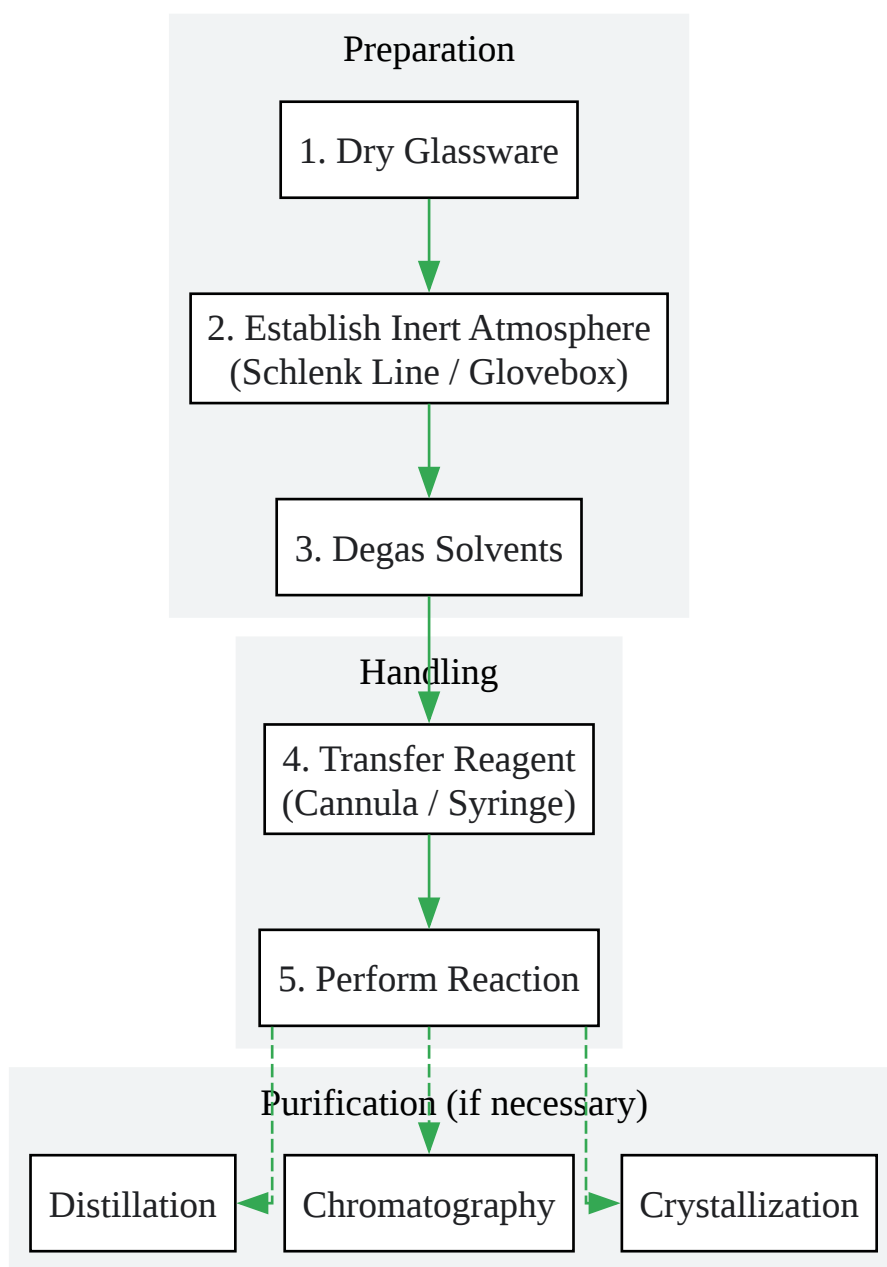 Preparation
1. Dry Glassware
2. Establish Inert Atmosphere
(Schlenk Line / Glovebox)
3. Degas Solvents
Handling
4. Transfer Reagent
(Cannula / Syringe)
5. Perform Reaction
Purification (if necessary)
Distillation
Chromatography
Crystallization